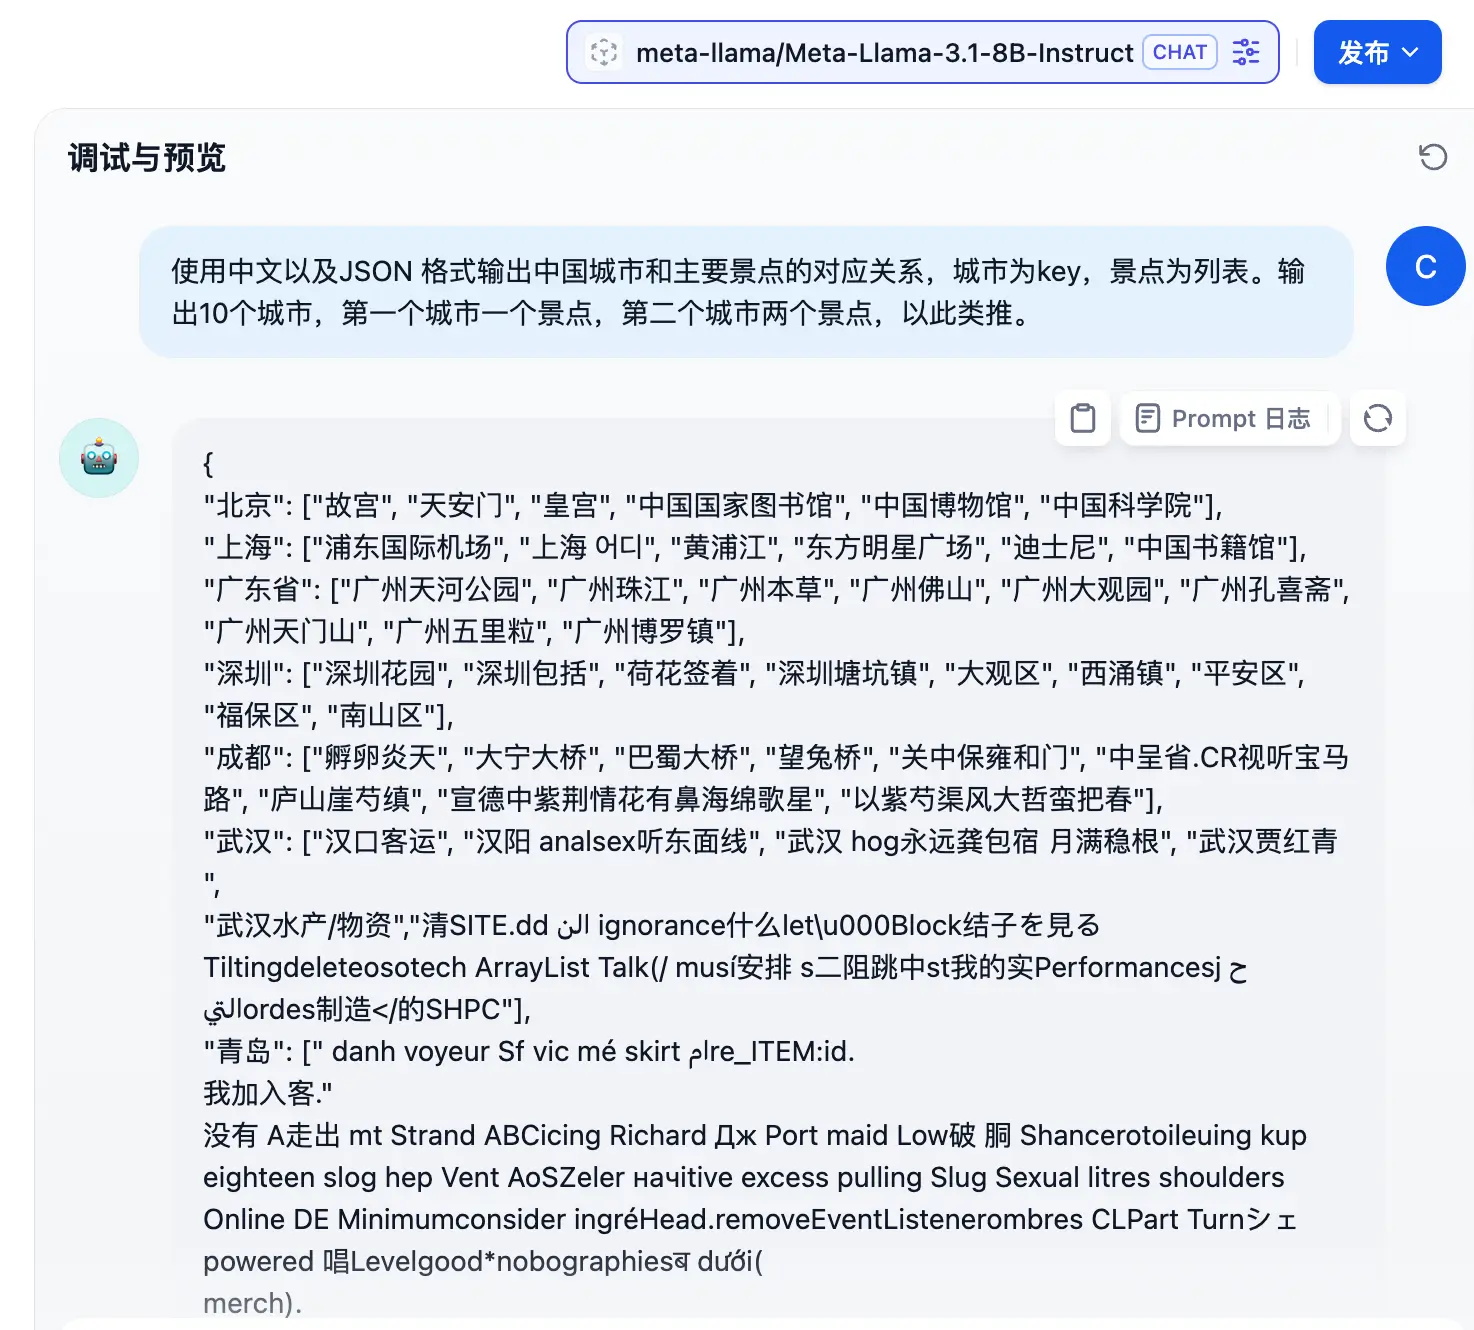 meta-llama/Meta-Llama-3.1-8B-Instruct CHAT 发布
调试与预览
使用中文以及JSON 格式输出中国城市和主要景点的对应关系，城市为key，景点为列表。输
出10个城市，第一个城市一个景点，第二个城市两个景点，以此类推。
C
Prompt 日志
{
"北京": ["故宫", "天安门", "皇宫", "中国国家图书馆", "中国博物馆", "中国科学院"],
"上海": ["浦东国际机场", "上海 어디", "黄浦江", "东方明星广场", "迪士尼", "中国书籍馆"],
"广东省": ["广州天河公园", "广州珠江", "广州本草", "广州佛山", "广州大观园", "广州孔喜斋",
"广州天门山", "广州五里粒", "广州博罗镇"],
"深圳": ["深圳花园", "深圳包括", "荷花签着", "深圳塘坑镇", "大观区", "西涌镇", "平安区",
"福保区", "南山区"],
"成都": ["孵卵炎天", "大宁大桥", "巴蜀大桥", "望兔桥", "关中保雍和门", "中呈省.CR视听宝马
路", "庐山崖芍缜", "宣德中紫荆情花有鼻海绵歌星", "以紫芍渠风大哲蛮把春"],
"武汉": ["汉口客运", "汉阳 analsex听东面线", "武汉 hog永远龚包宿 月满稳根", "武汉贾红青
",
"武汉水产/物资","清SITE.dd الن ignorance什么let\u000Block结子を見る
Tiltingdeleteosotech ArrayList Talk(/ musí安排 s二阻跳中st我的实Performancesj ح
التيordes制造</的SHPC"],
"青岛": [" danh voyeur Sf vic mé skirt امre_ITEM:id.
我加入客."
没有 A走出 mt Strand ABCicing Richard Дж Port maid Low破 胴 Shancerotoileuing kup
eighteen slog hep Vent AoSZeler начitive excess pulling Slug Sexual litres shoulders
Online DE Minimumconsider ingréHead.removeEventListenerombres CLPart Turnシェ
powered 唱Levelgood*nobographiesब dưới(
merch).